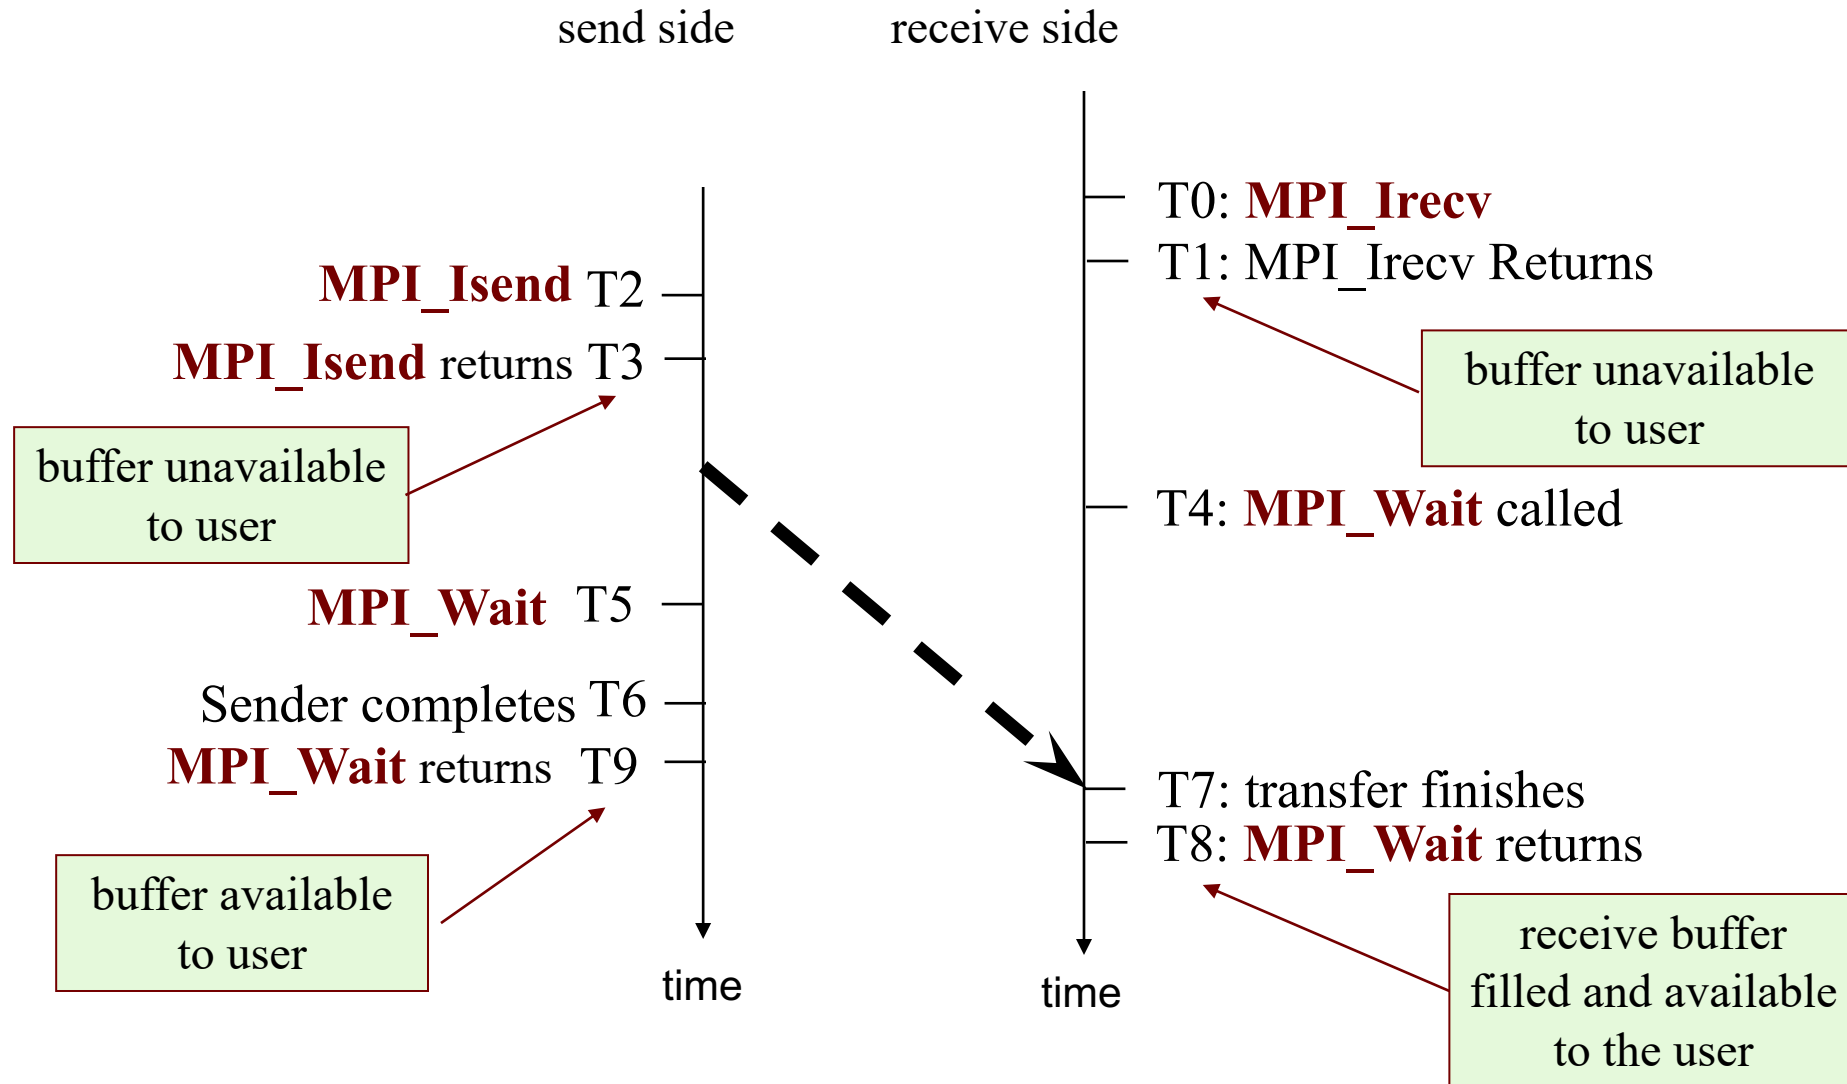 send side
receive side
T0: MPI_Irecv
T1: MPI_Irecv Returns
MPI_Isend T2
MPI_Isend returns T3
buffer unavailable
to user
buffer unavailable
to user
T4: MPI_Wait called
MPI_Wait T5
Sender completes T6
MPI_Wait returns T9
T7: transfer finishes
T8: MPI_Wait returns
buffer available
to user
receive buffer
filled and available
to the user
time
time